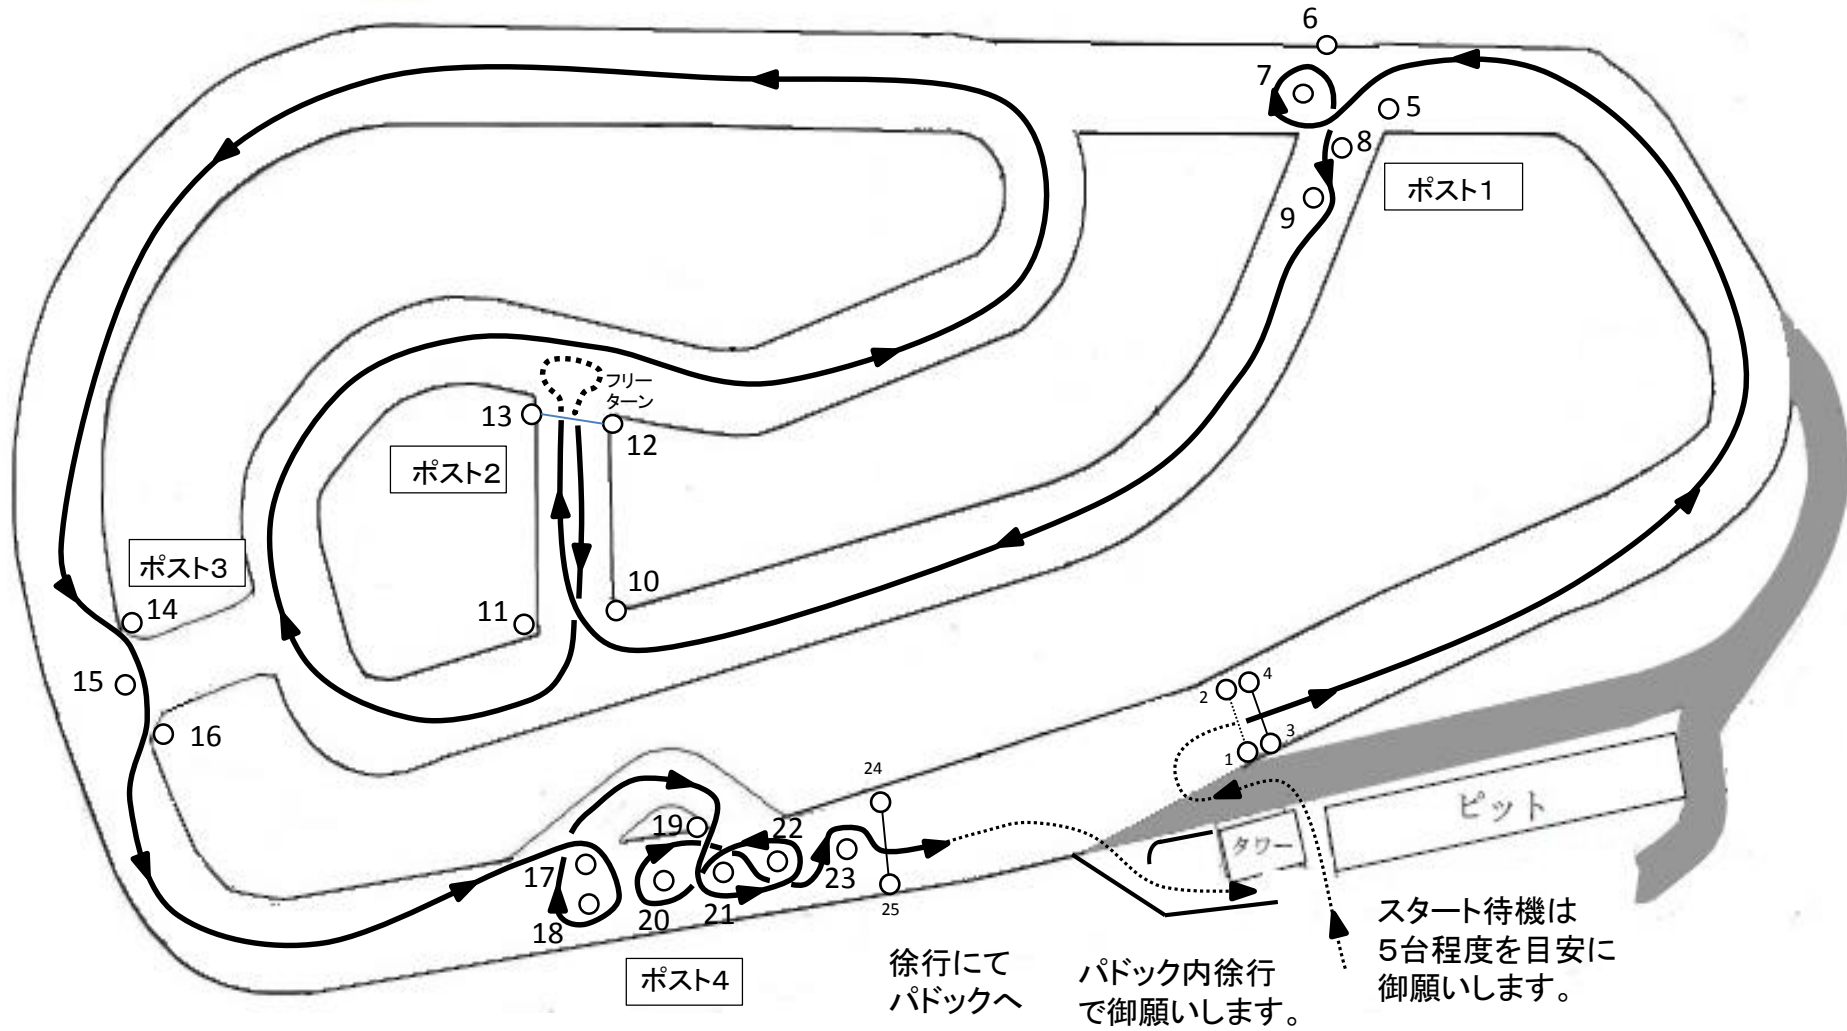 6
7
5
8
ポスト1
9
フリー
ターン
13
12
ポスト2
ポスト3
10
14
11
15
2
4
16
3
1
24
ピット
19
22
タワー
17
23
20
21
25
18
スタート待機は
5台程度を目安に
御願いします。
ポスト4
徐行にて
パドックへ
パドック内徐行
で御願いします。